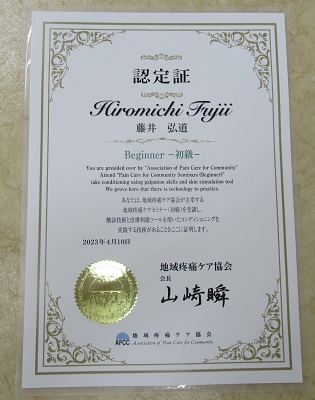 認定証
Hiromichi Fujii
藤井 弘道
Beginner －初級－
You are presided over by "Association of Pain Care for Community"
Attend "Pain Care for Community Seminars (Beginner)"
take conditioning using palpation skills and skin stimulation tool
We prove here that there is technology to practice.
あなたは、地域疼痛ケア協会が主宰する
地域疼痛ケアセミナー（初級）を受講し、
触診技術と皮膚刺激ツールを用いたコンディショニングを
実践する技術があることをここに証明します。
2023年4月10日
地域疼痛ケア協会
会長
山崎瞬
APCC
地域疼痛ケア協会
Association of Pain Care for Community